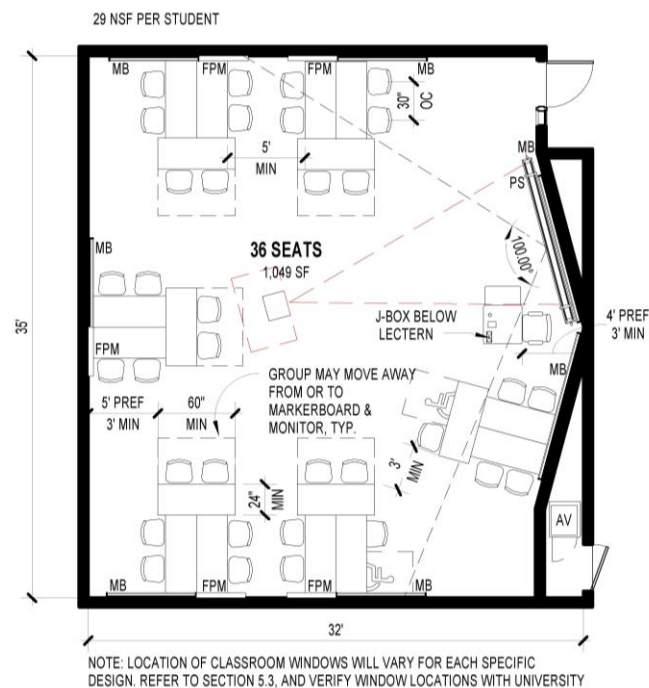 29 NSF PER STUDENT
MB
FPM
FPM
MB
30"
OC
5'
MIN
MB
PS
36 SEATS
1,049 SF
100.00°
MB
35'
J-BOX BELOW
LECTERN
4' PREF
3' MIN
FPM
MB
GROUP MAY MOVE AWAY
FROM OR TO
MARKERBOARD &
MONITOR, TYP.
5' PREF
3' MIN
60"
MIN
3'
MIN
24"
MIN
AV
MB
FPM
FPM
MB
32'
NOTE: LOCATION OF CLASSROOM WINDOWS WILL VARY FOR EACH SPECIFIC
DESIGN. REFER TO SECTION 5.3, AND VERIFY WINDOW LOCATIONS WITH UNIVERSITY